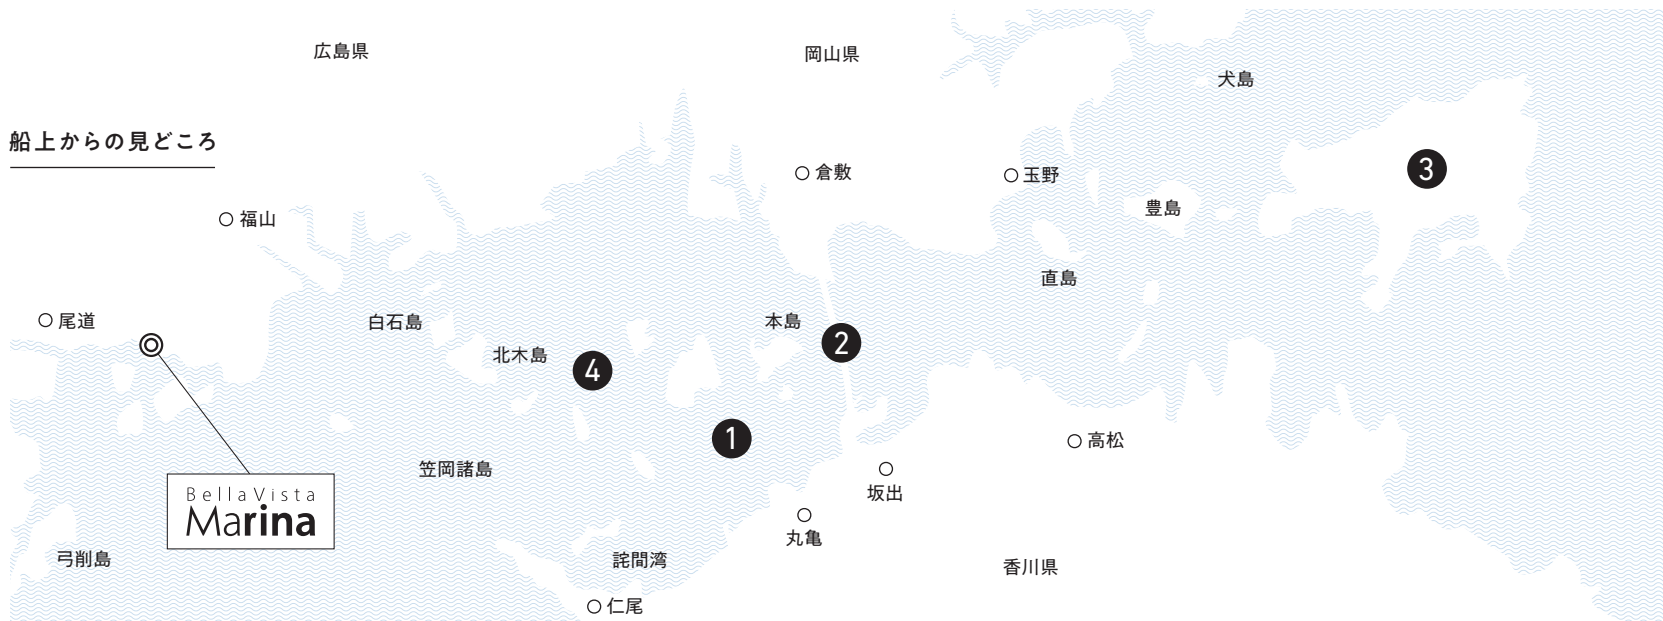 広島県
岡山県
犬島
船上からの見どころ
3
倉敷
玉野
豊島
福山
直島
尾道
白石島
本島
2
北木島
4
1
高松
笠岡諸島
坂出
BellaVista
Marina
丸亀
弓削島
詫間湾
香川県
仁尾